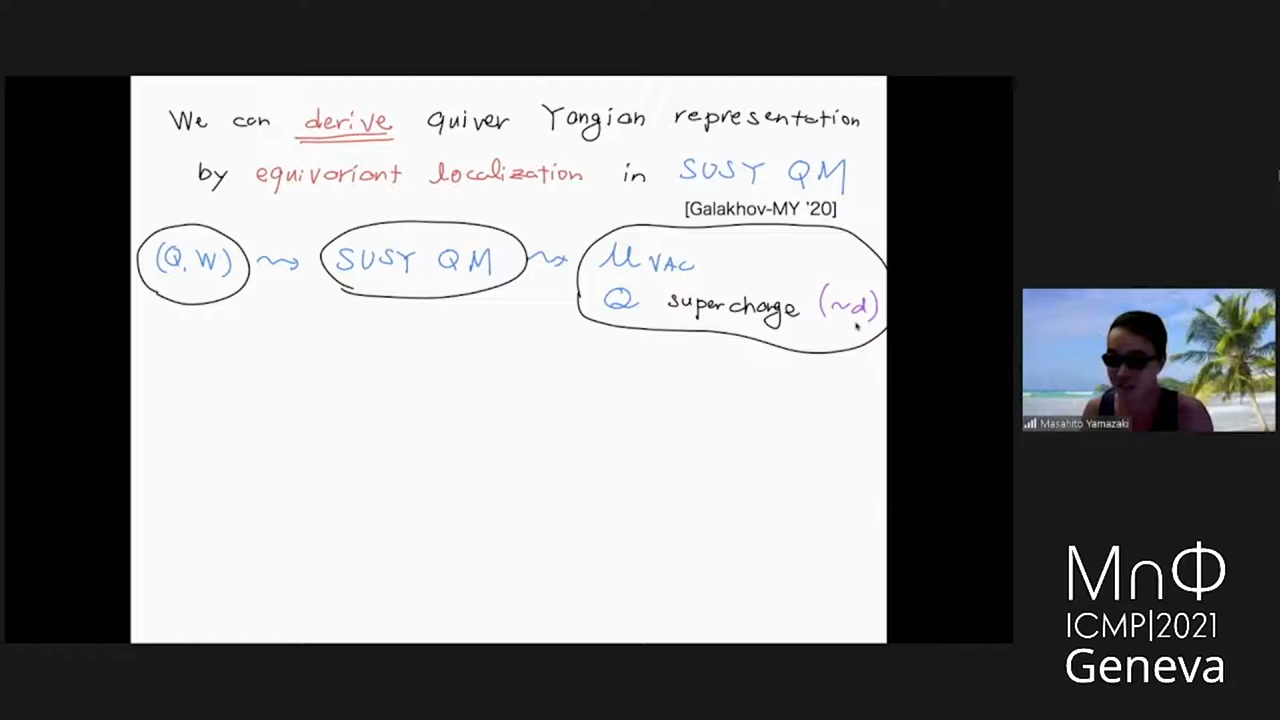 We can derive quiver Yangian representation
by equivariant localization in SUSY QM
[Galakhov-MY '20]
(Q, W) ⇝ SUSY QM ⇝ M VAC
Q supercharge (~d)
Masahito Yamazaki
M∩Φ
ICMP|2021
Geneva